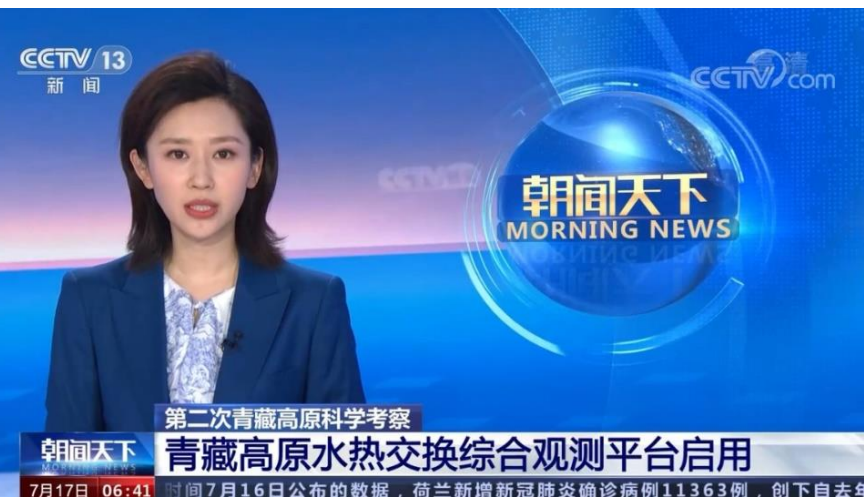 CCTV 13
新闻
高清
CCTV.com
朝闻天下
MORNING NEWS
第二次青藏高原科学考察
青藏高原水热交换综合观测平台启用
朝闻天下
MORNING NEWS
7月17日 06:41
时间7月16日公布的数据，荷兰新增新冠肺炎确诊病例11363例，创下自去